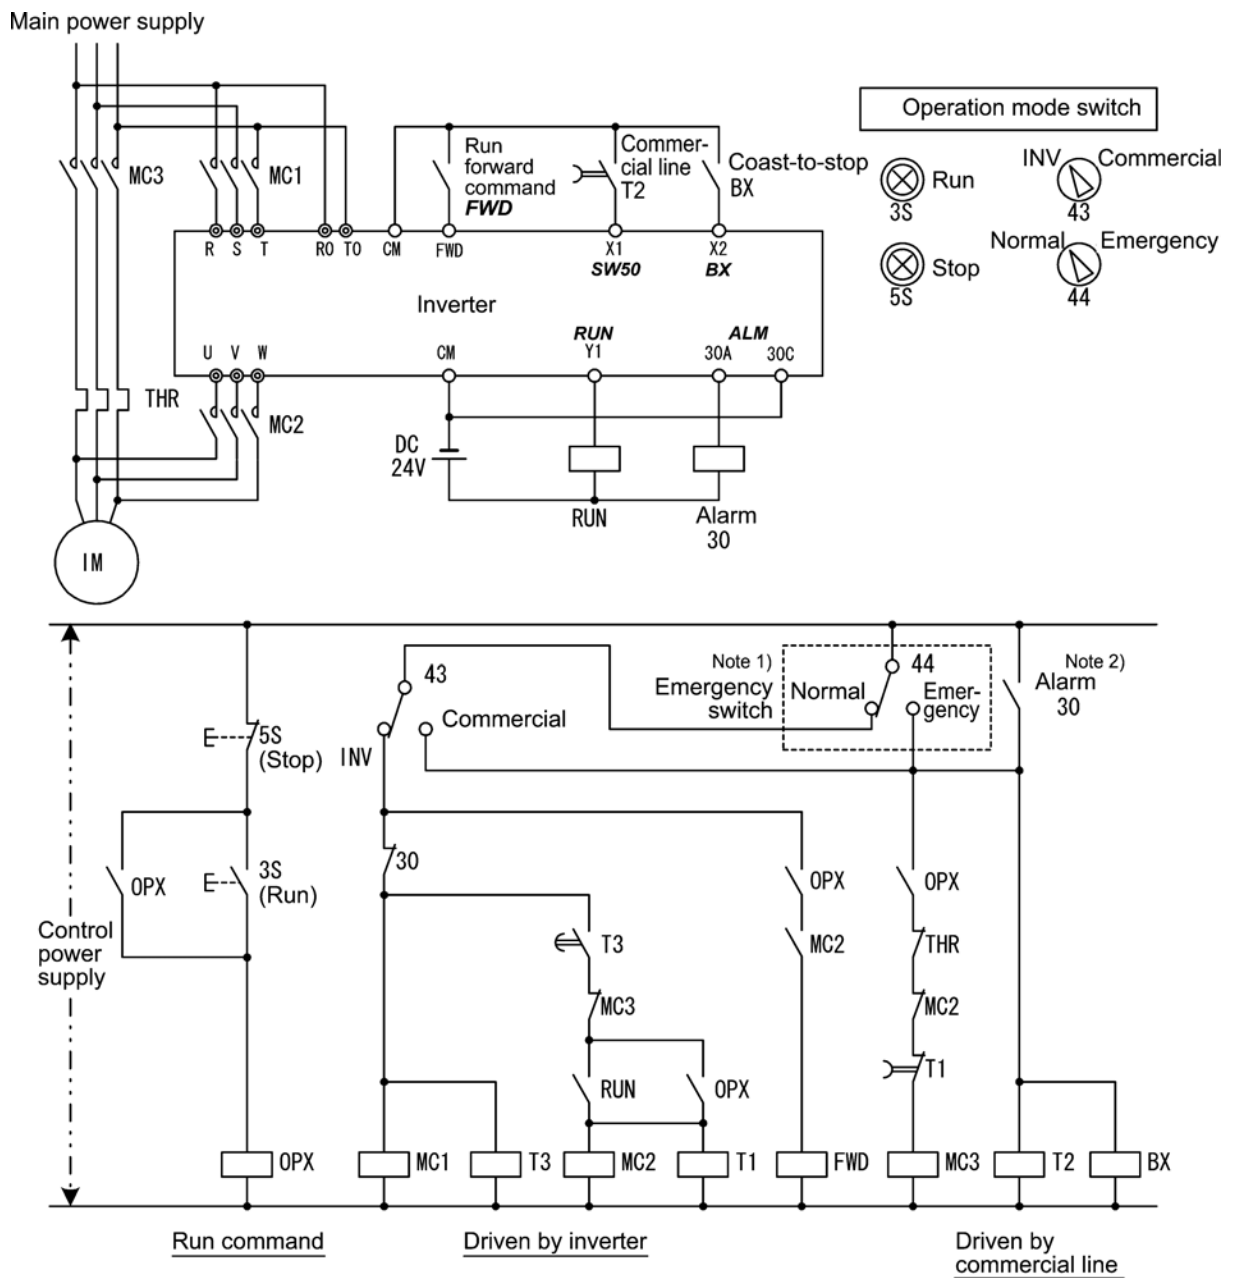 Main power supply
Operation mode switch
MC3
MC1
Run
forward
command
FWD
Commer-
cial line
T2
Coast-to-stop
BX
Run
3S
INV
Commercial
43
Stop
5S
Normal
Emergency
44
R
S
T
R0
T0
CM
FWD
X1
SW50
X2
BX
Inverter
RUN
Y1
ALM
30A
30C
U
V
W
CM
THR
MC2
DC
24V
RUN
Alarm
30
IM
43
Commercial
INV
Note 1)
Emergency
switch
Normal
44
Emer-
gency
Note 2)
Alarm
30
5S
(Stop)
OPX
3S
(Run)
30
T3
MC3
RUN
OPX
OPX
MC2
OPX
THR
MC2
T1
Control
power
supply
OPX
MC1
T3
MC2
T1
FWD
MC3
T2
BX
Run command
Driven by inverter
Driven by
commercial line